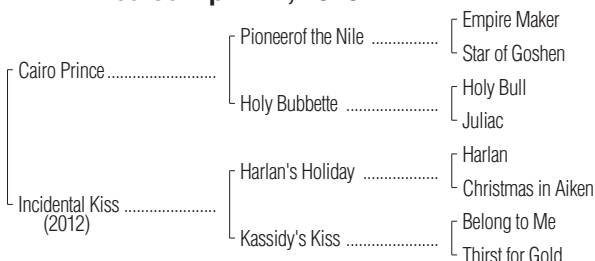 Pioneerof the Nile ................
Empire Maker
Star of Goshen
Cairo Prince..........................
Holy Bubbette ......................
Holy Bull
Juliac
Incidental Kiss ......................
(2012)
Harlan's Holiday ..................
Harlan
Christmas in Aiken
Kassidy's Kiss ......................
Belong to Me
Thirst for Gold